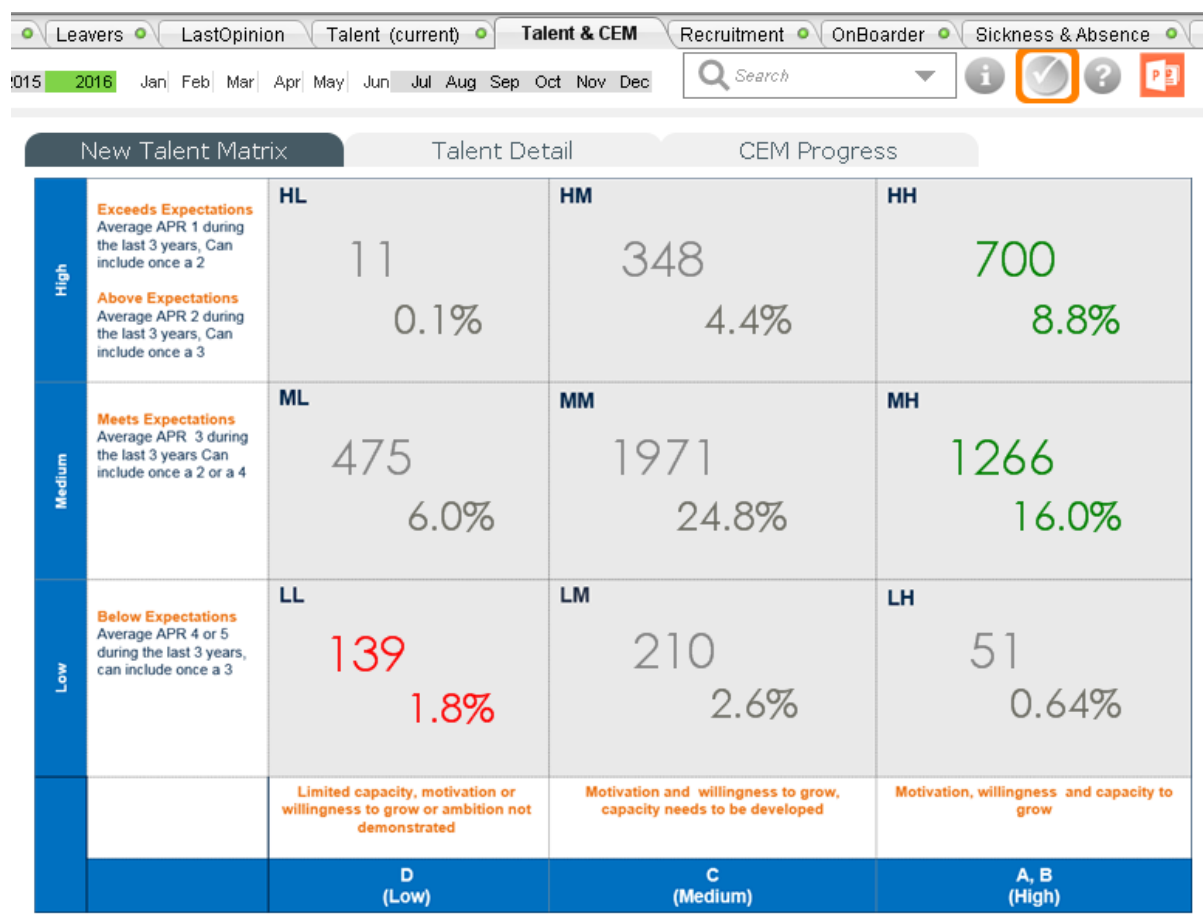 Leavers LastOpinion Talent (current) Talent & CEM Recruitment OnBoarder Sickness & Absence
2015 2016 Jan Feb Mar Apr May Jun Jul Aug Sep Oct Nov Dec Search i ? P
New Talent Matrix Talent Detail CEM Progress
High
Exceeds Expectations
Average APR 1 during
the last 3 years, Can
include once a 2
Above Expectations
Average APR 2 during
the last 3 years, Can
include once a 3
HL
11
0.1%
HM
348
4.4%
HH
700
8.8%
Medium
Meets Expectations
Average APR 3 during
the last 3 years Can
include once a 2 or a 4
ML
475
6.0%
MM
1971
24.8%
MH
1266
16.0%
Low
Below Expectations
Average APR 4 or 5
during the last 3 years,
can include once a 3
LL
139
1.8%
LM
210
2.6%
LH
51
0.64%
Limited capacity, motivation or
willingness to grow or ambition not
demonstrated
Motivation and willingness to grow,
capacity needs to be developed
Motivation, willingness and capacity to
grow
D
(Low)
C
(Medium)
A, B
(High)